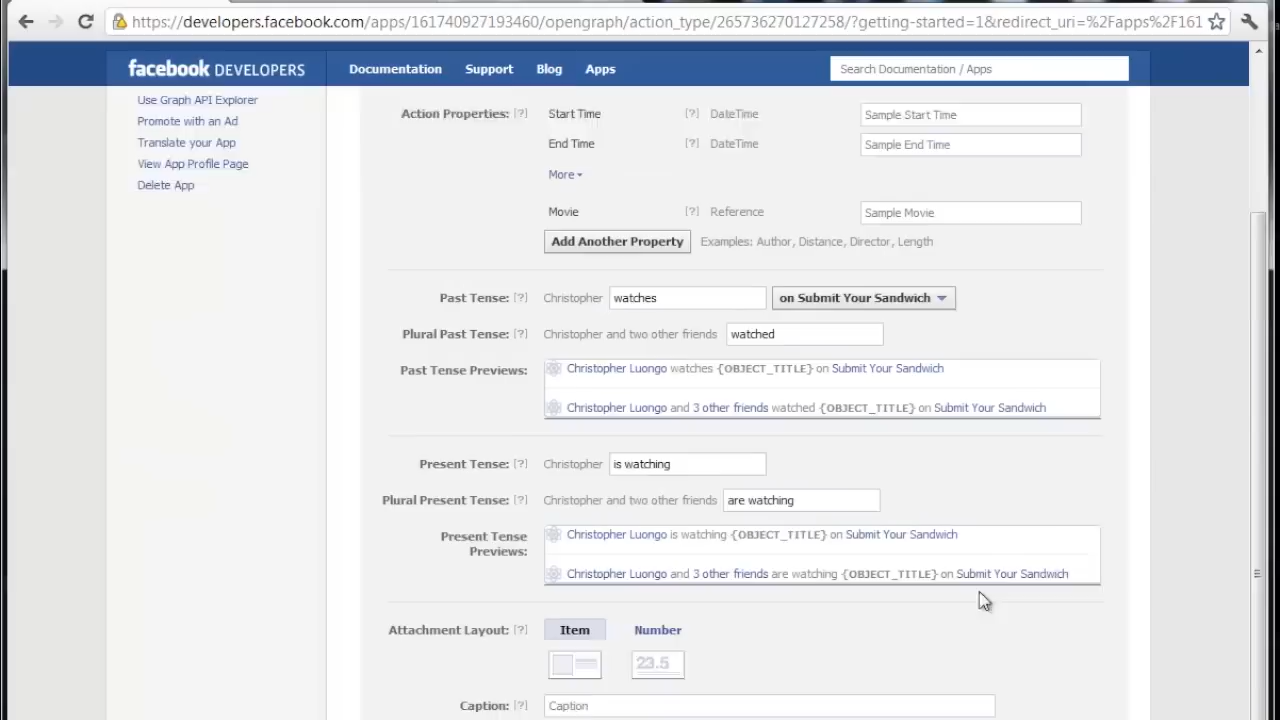 https://developers.facebook.com/apps/161740927193460/opengraph/action_type/265736270127258/?getting-started=1&redirect_uri=%2Fapps%2F161
facebook DEVELOPERS Documentation Support Blog Apps Search Documentation / Apps
Use Graph API Explorer
Promote with an Ad
Translate your App
View App Profile Page
Delete App
Action Properties: [?] Start Time [?] DateTime Sample Start Time
End Time [?] DateTime Sample End Time
More
Movie [?] Reference Sample Movie
Add Another Property Examples: Author, Distance, Director, Length
Past Tense: [?] Christopher watches on Submit Your Sandwich
Plural Past Tense: [?] Christopher and two other friends watched
Past Tense Previews: Christopher Luongo watches {OBJECT_TITLE} on Submit Your Sandwich
Christopher Luongo and 3 other friends watched {OBJECT_TITLE} on Submit Your Sandwich
Present Tense: [?] Christopher is watching
Plural Present Tense: [?] Christopher and two other friends are watching
Present Tense Previews: Christopher Luongo is watching {OBJECT_TITLE} on Submit Your Sandwich
Christopher Luongo and 3 other friends are watching {OBJECT_TITLE} on Submit Your Sandwich
Attachment Layout: [?] Item Number
23.5
Caption: [?] Caption